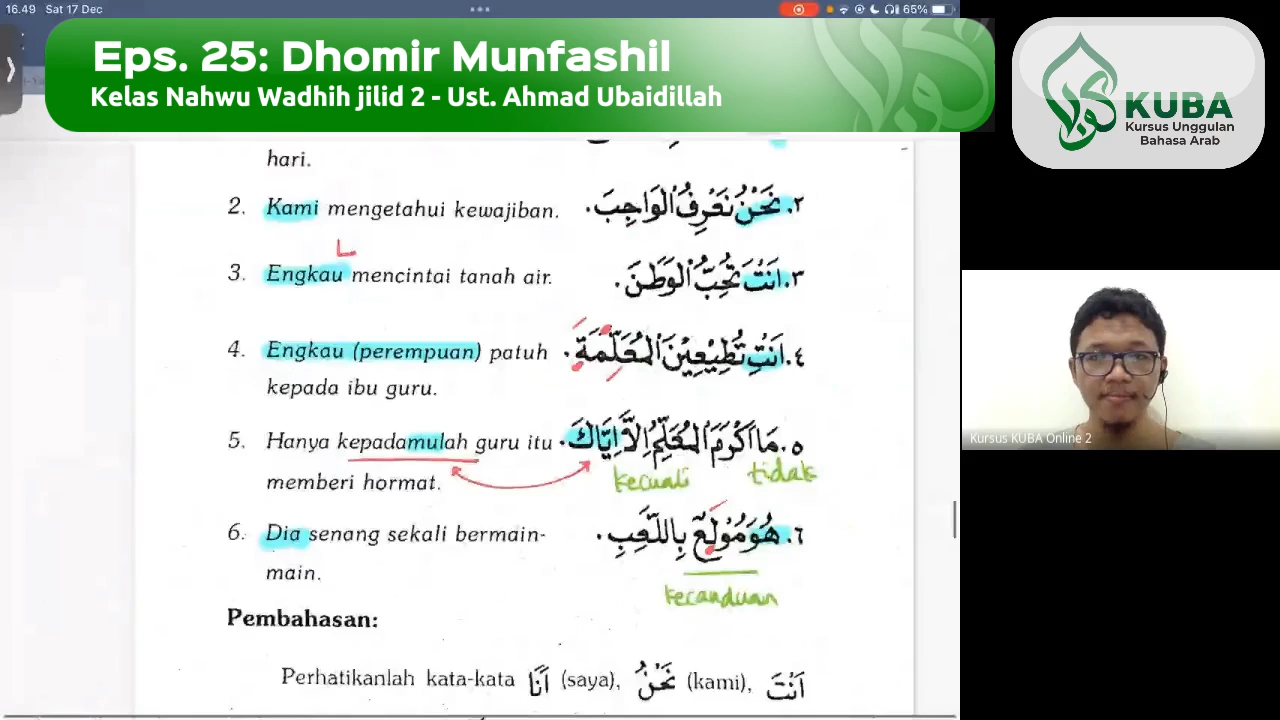 16.49 Sat 17 Dec
65%
Eps. 25: Dhomir Munfashil
Kelas Nahwu Wadhih jilid 2 - Ust. Ahmad Ubaidillah
KUBA
Kursus Unggulan
Bahasa Arab
hari.
2. Kami mengetahui kewajiban. ٢. نَحْنُ نَعْرِفُ الْوَاجِبَ.
3. Engkau mencintai tanah air. ٣. اَنْتَ تُحِبُّ الْوَطَنَ.
4. Engkau (perempuan) patuh ٤. اَنْتِ تُطِيْعِيْنَ الْمُعَلِّمَةَ.
kepada ibu guru.
5. Hanya kepadamulah guru itu ٥. مَا اَكْرَمَ الْمُعَلِّمُ اِلَّا اِيَّاكَ.
memberi hormat. kecuali tidak
6. Dia senang sekali bermain- ٦. هُوَ مُوْلَعٌ بِاللَّعِبِ.
main.
kecanduan
Pembahasan:
Perhatikanlah kata-kata اَنَا (saya), نَحْنُ (kami), اَنْتَ
Kursus KUBA Online 2